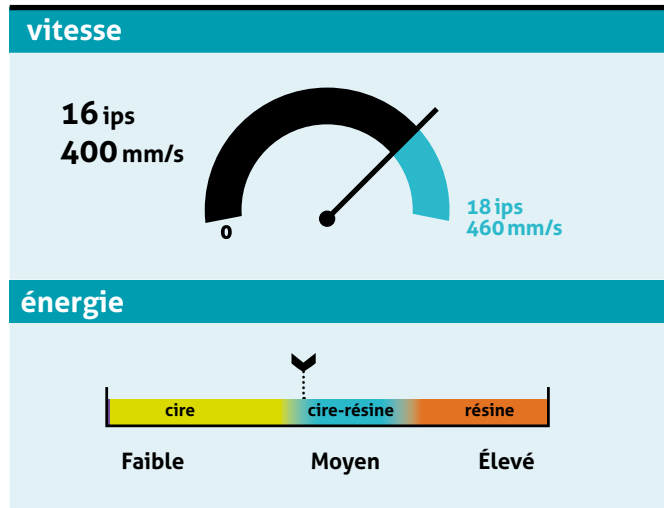 vitesse
16 ips
400 mm/s
0
18 ips
460 mm/s
énergie
cire cire-résine résine
Faible Moyen Élevé